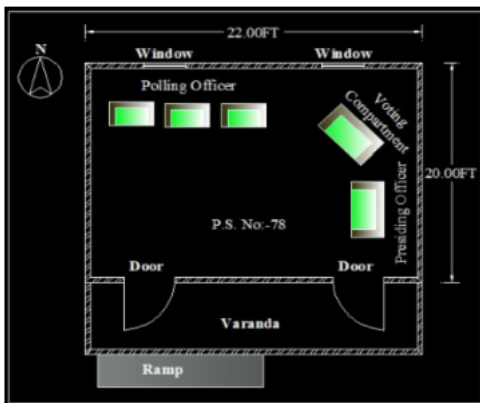 22.00FT
N
Window
Window
Polling Officer
Voting
Compartment
20.00FT
Presiding Officer
P.S. No:-78
Door
Door
Varanda
Ramp